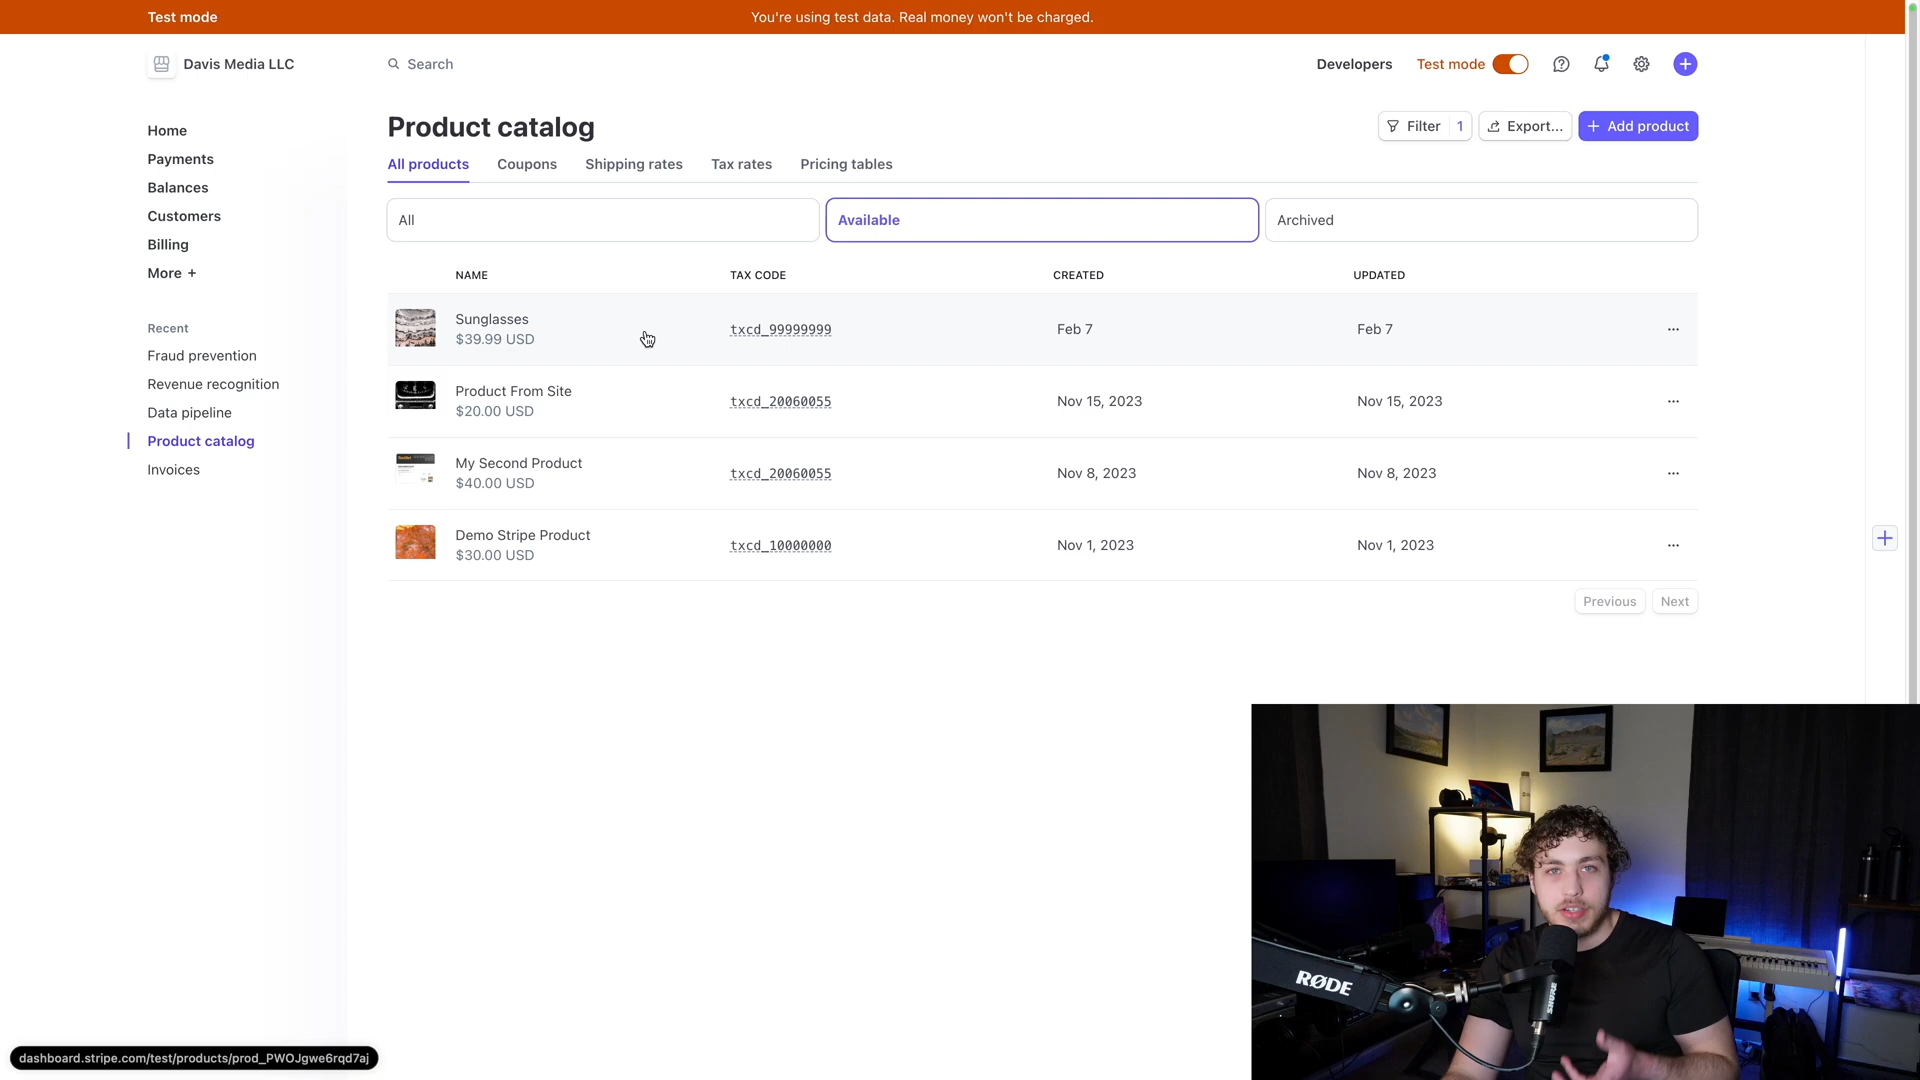 Test mode
You're using test data. Real money won't be charged.
Davis Media LLC
Search
Developers
Test mode
Home
Payments
Balances
Customers
Billing
More +
Recent
Fraud prevention
Revenue recognition
Data pipeline
Product catalog
Invoices
Product catalog
Filter 1
Export...
+ Add product
All products
Coupons
Shipping rates
Tax rates
Pricing tables
All
Available
Archived
NAME TAX CODE CREATED UPDATED
Sunglasses
$39.99 USD
txcd_99999999
Feb 7
Feb 7
Product From Site
$20.00 USD
txcd_20060055
Nov 15, 2023
Nov 15, 2023
My Second Product
$40.00 USD
txcd_20060055
Nov 8, 2023
Nov 8, 2023
Demo Stripe Product
$30.00 USD
txcd_10000000
Nov 1, 2023
Nov 1, 2023
Previous
Next
RØDE
SHURE
dashboard.stripe.com/test/products/prod_PWOJgwe6rqd7aj